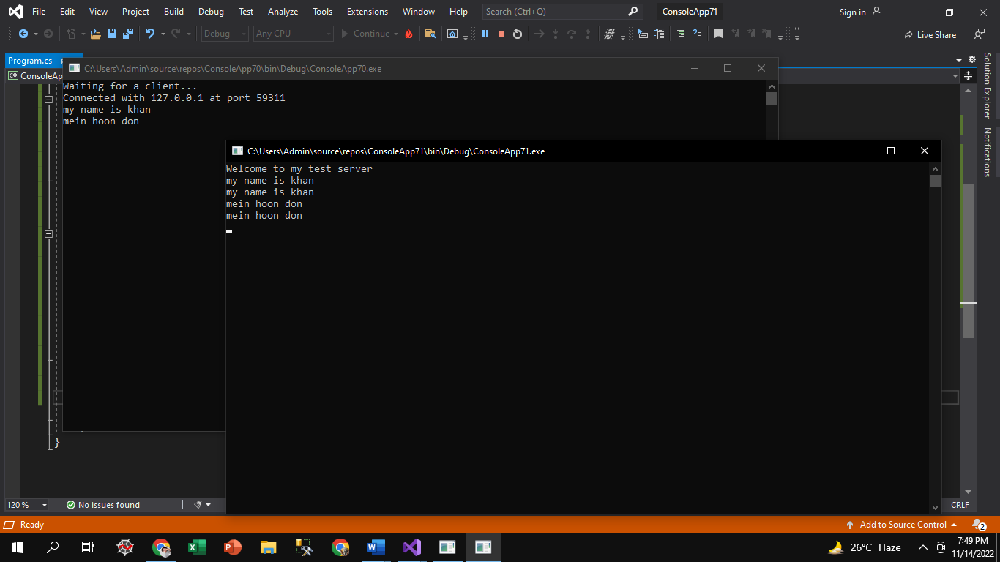 File Edit View Project Build Debug Test Analyze Tools Extensions Window Help Search (Ctrl+Q) ConsoleApp71 Sign in
Debug Any CPU Continue Live Share
Program.cs
C:\Users\Admin\source\repos\ConsoleApp70\bin\Debug\ConsoleApp70.exe
C# ConsoleAp
Waiting for a client...
Connected with 127.0.0.1 at port 59311
my name is khan
mein hoon don
C:\Users\Admin\source\repos\ConsoleApp71\bin\Debug\ConsoleApp71.exe
Welcome to my test server
my name is khan
my name is khan
mein hoon don
mein hoon don
Solution Explorer
Notifications
}
120 % No issues found CRLF
Ready Add to Source Control 2
26°C Haze
7:49 PM
11/14/2022